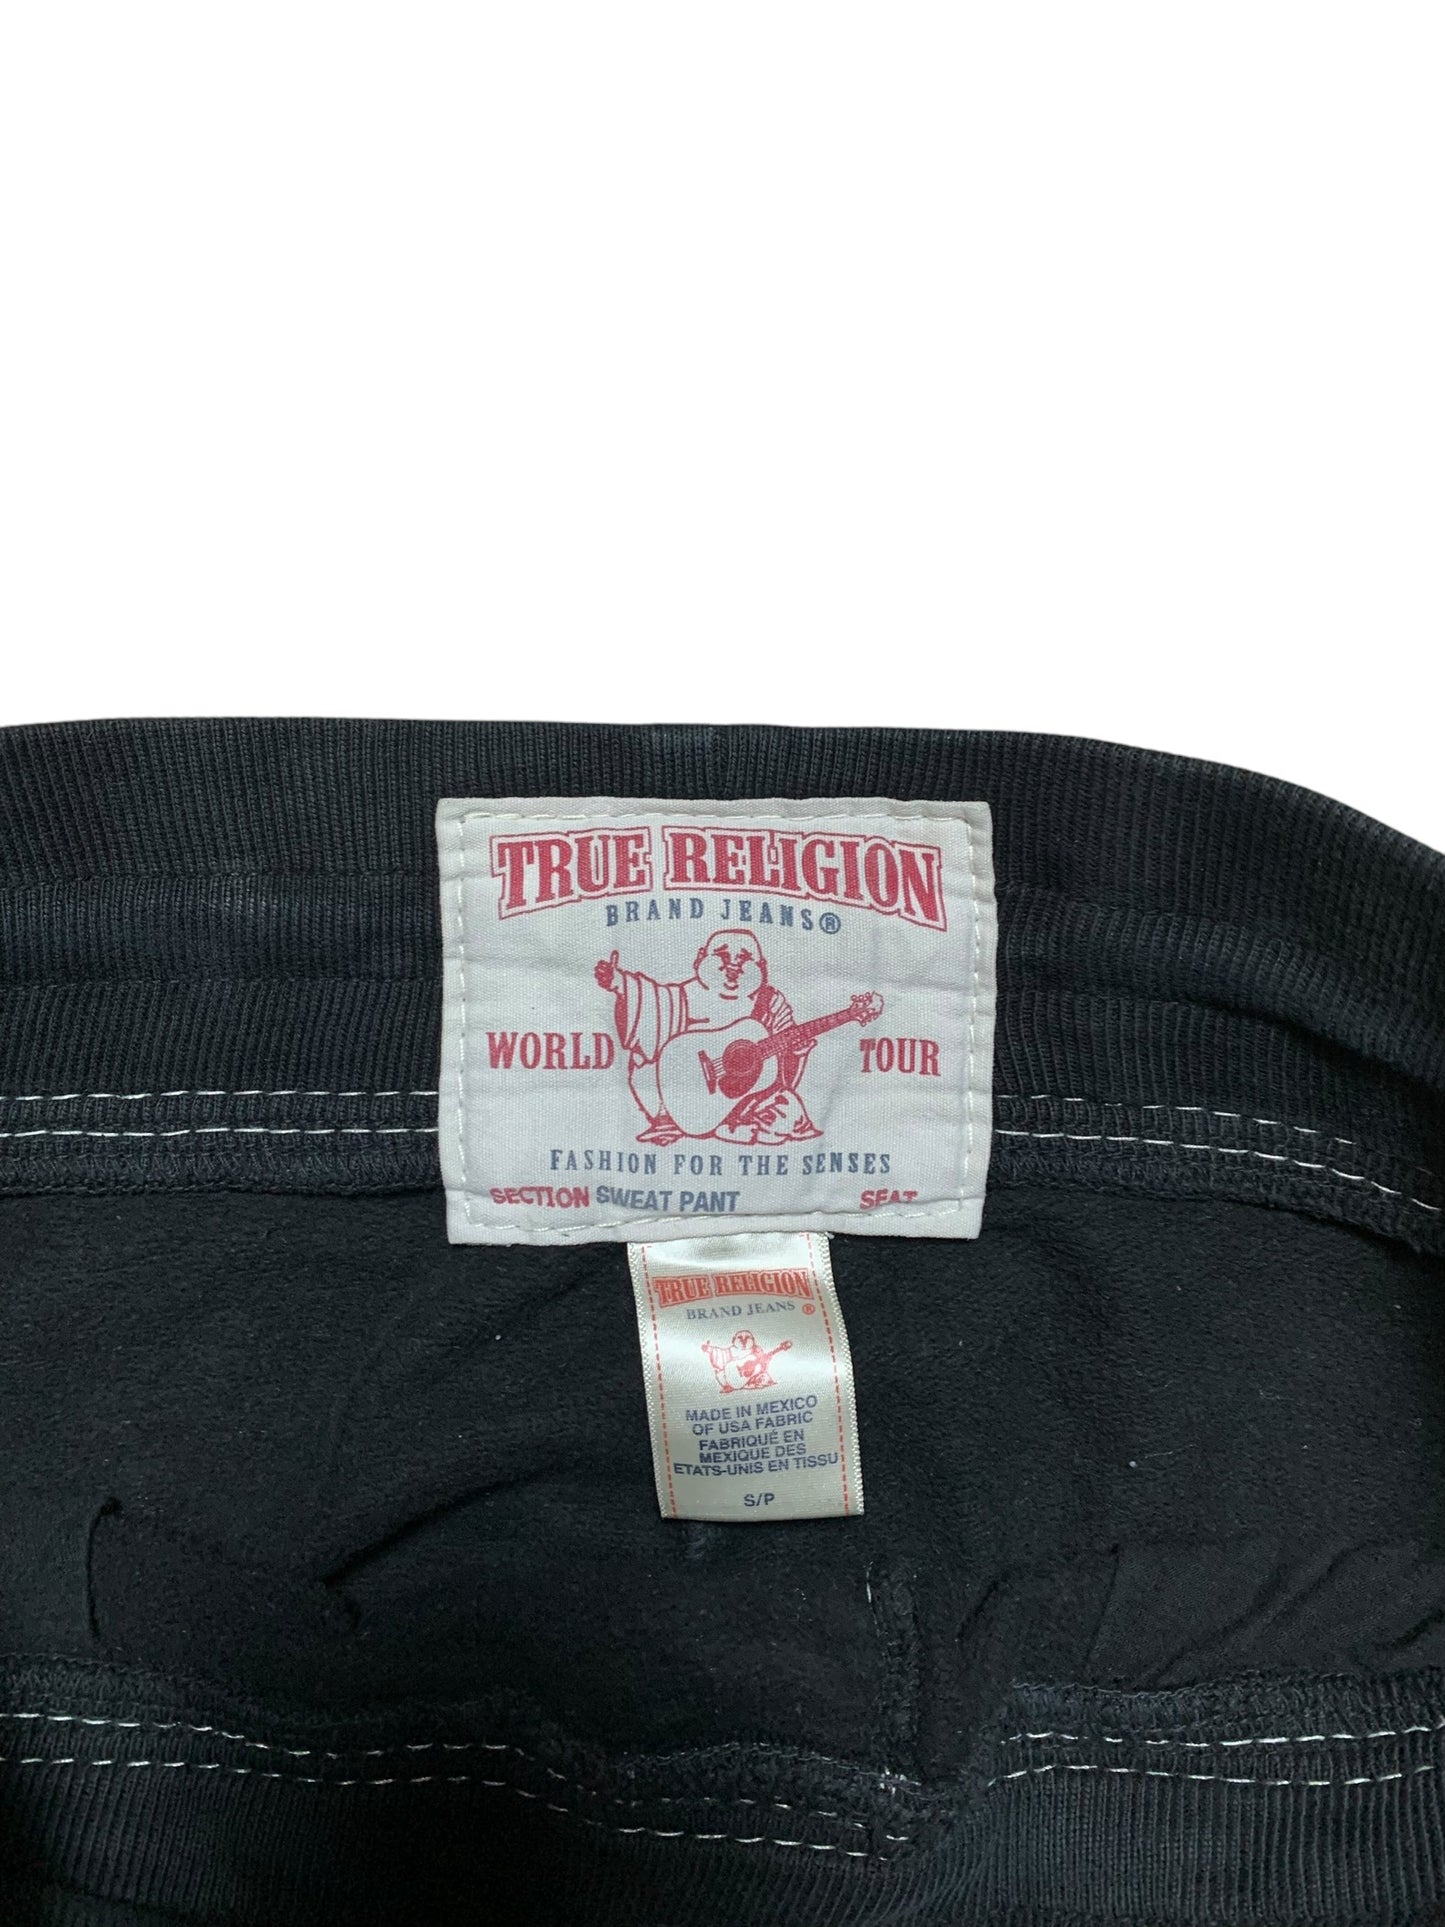 TRUE RELIGION
BRAND JEANS®
WORLD TOUR
FASHION FOR THE SENSES
SECTION SWEAT PANT SEAT
TRUE RELIGION
BRAND JEANS ®
MADE IN MEXICO
OF USA FABRIC
FABRIQUÉ EN
MEXIQUE DES
ETATS-UNIS EN TISSU
S/P